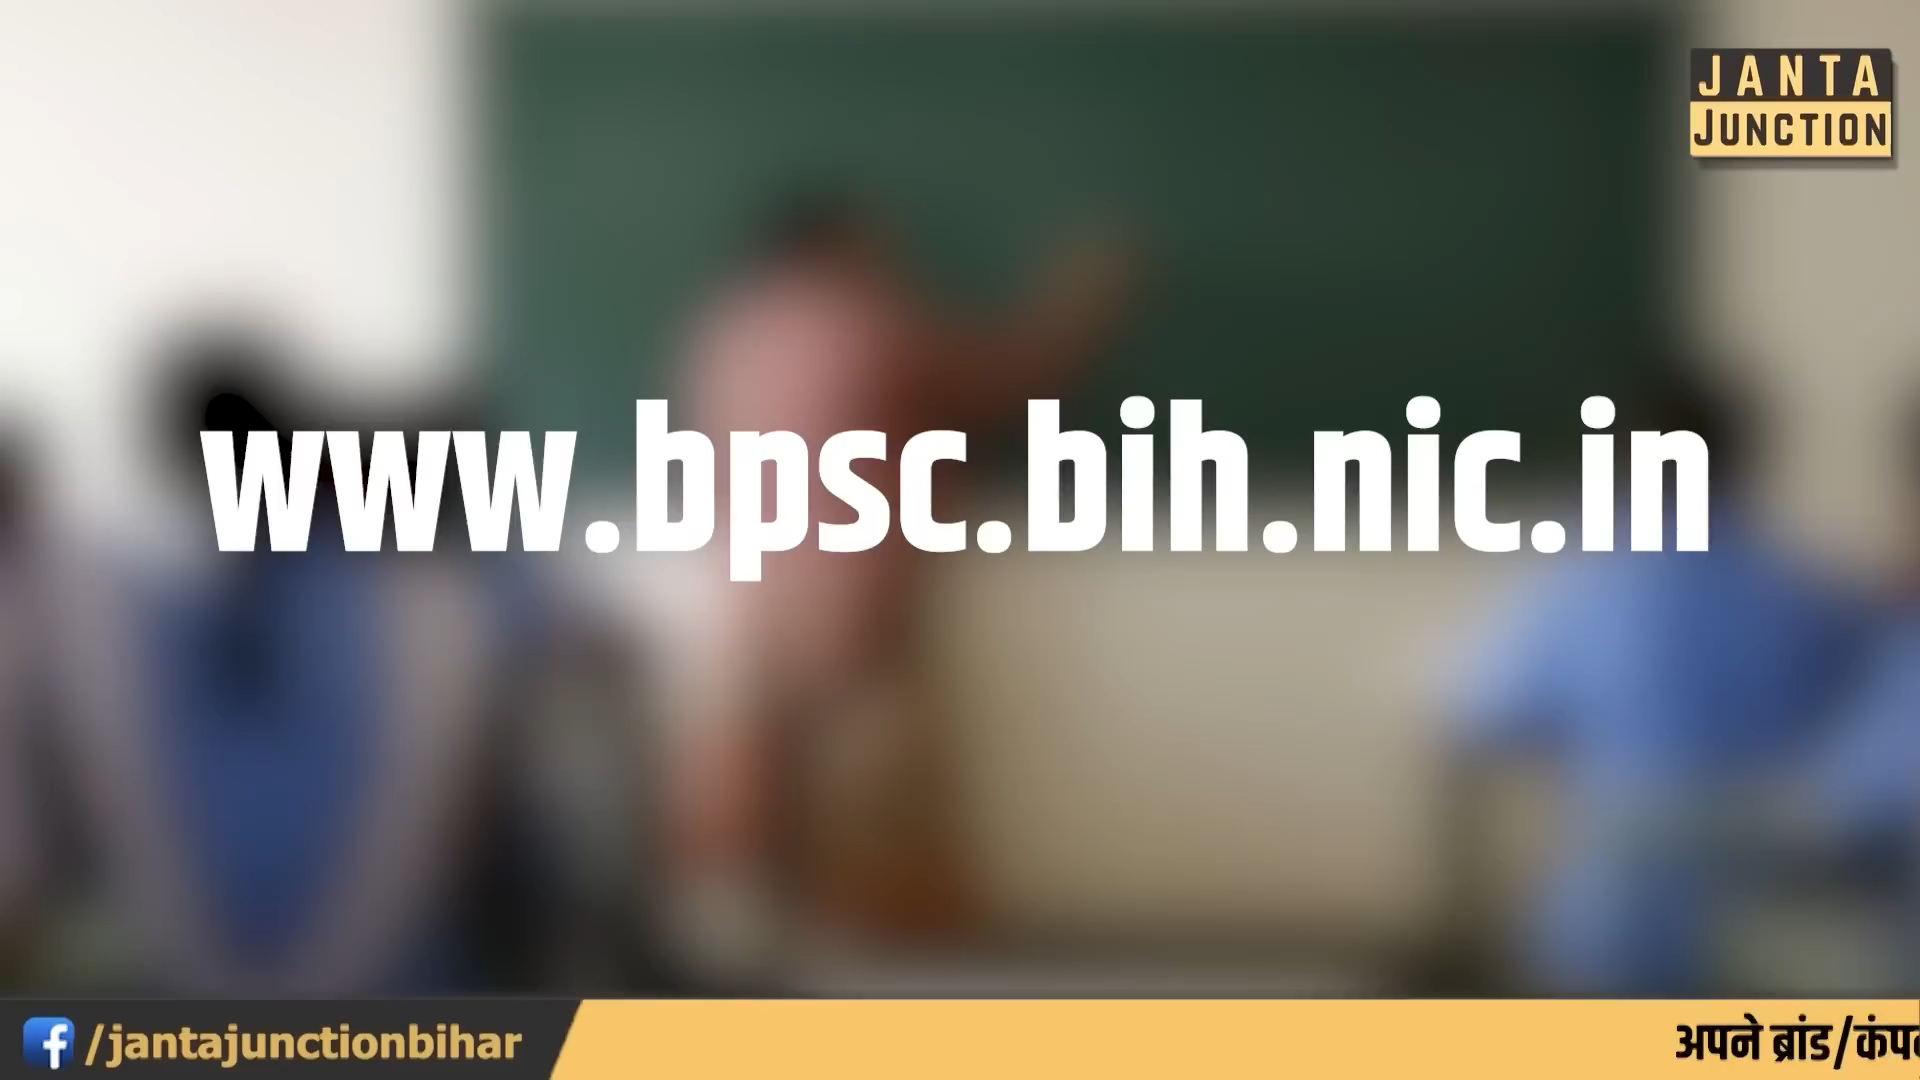 JANTA
JUNCTION
www.bpsc.bih.nic.in
/jantajunctionbihar
अपने ब्रांड/